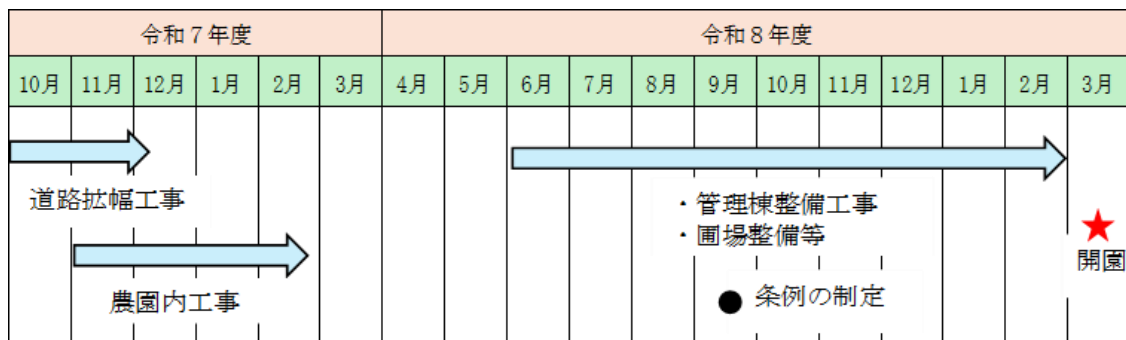 令和７年度 令和８年度
10月 11月 12月 1月 2月 3月 4月 5月 6月 7月 8月 9月 10月 11月 12月 1月 2月 3月
道路拡幅工事
・管理棟整備工事
・圃場整備等
開園
農園内工事
条例の制定